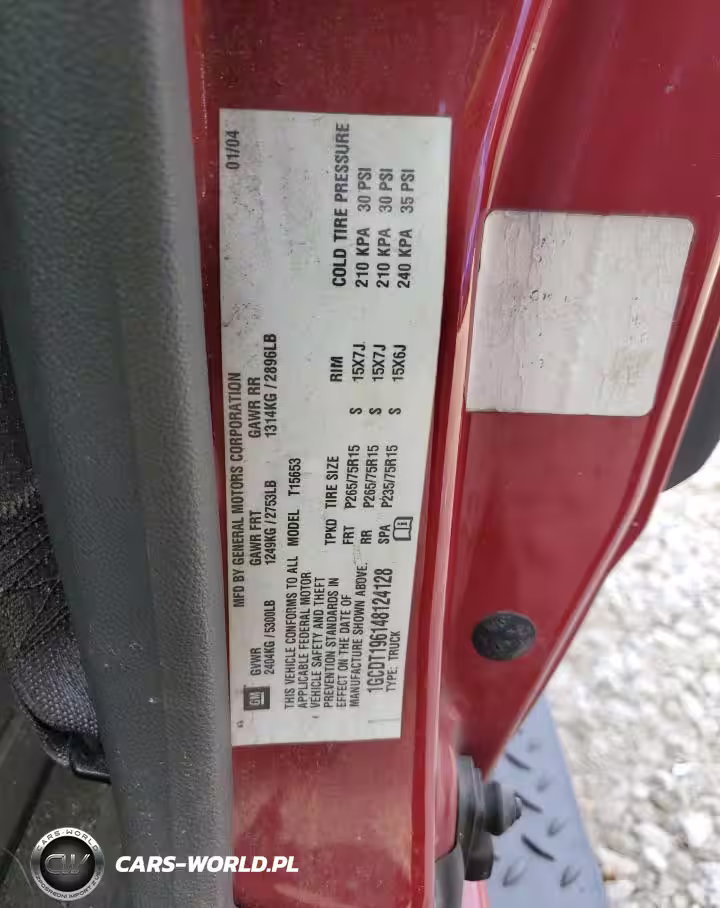 MFD BY GENERAL MOTORS CORPORATION 01/04
GM
GVWR GAWR FRT GAWR RR
2404KG/5300LB 1249KG/2753LB 1314KG/2896LB
THIS VEHICLE CONFORMS TO ALL
APPLICABLE FEDERAL MOTOR
VEHICLE SAFETY AND THEFT
PREVENTION STANDARDS IN
EFFECT ON THE DATE OF
MANUFACTURE SHOWN ABOVE.
1GCDT196148124128
TYPE: TRUCK
MODEL T15653
TPKD TIRE SIZE RIM COLD TIRE PRESSURE
FRT P265/75R15 S 15X7J 210 KPA 30 PSI
RR P265/75R15 S 15X7J 210 KPA 30 PSI
SPA P235/75R15 S 15X6J 240 KPA 35 PSI
CARS-WORLD
CW
CARS-WORLD.PL